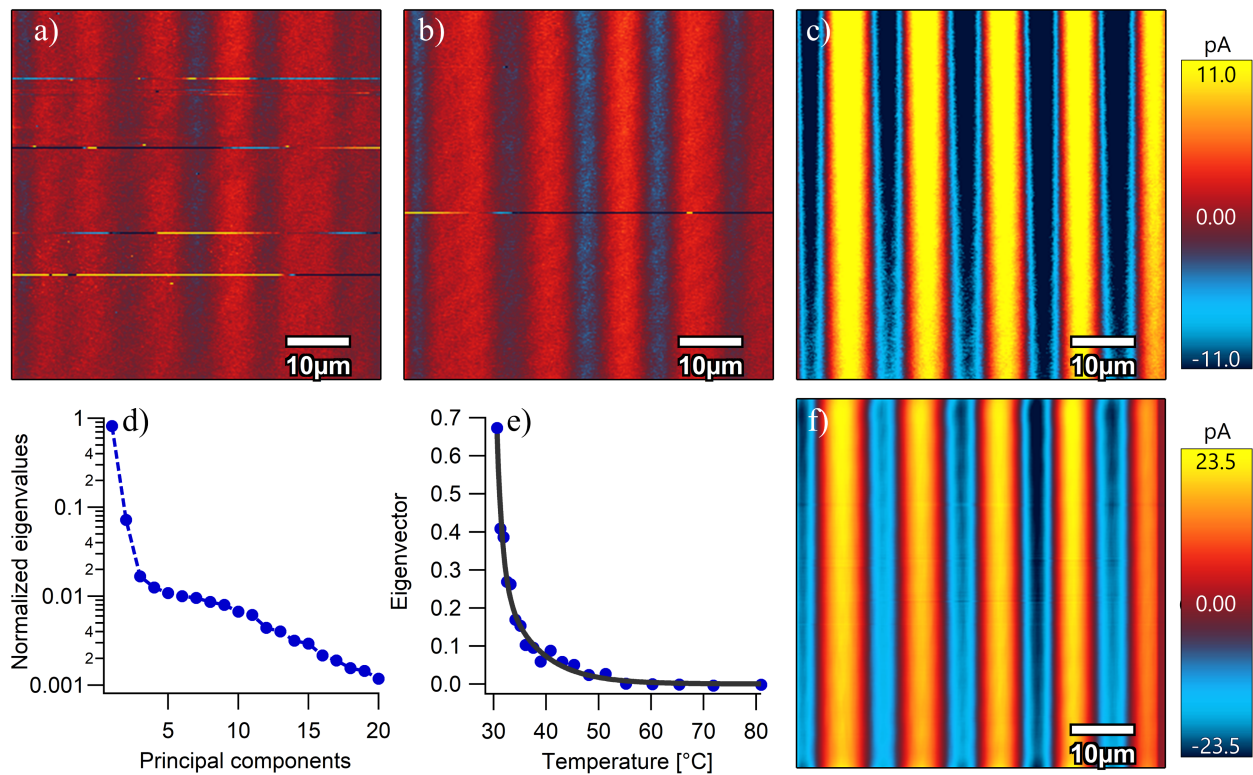 a)
b)
c)
pA
11.0
0.00
-11.0
10µm
10µm
10µm
d)
Normalized eigenvalues
1
4
2
0.1
4
2
0.01
4
2
0.001
5
10
15
20
Principal components
e)
Eigenvector
0.7
0.6
0.5
0.4
0.3
0.2
0.1
0.0
30
40
50
60
70
80
Temperature [°C]
f)
pA
23.5
0.00
-23.5
10µm